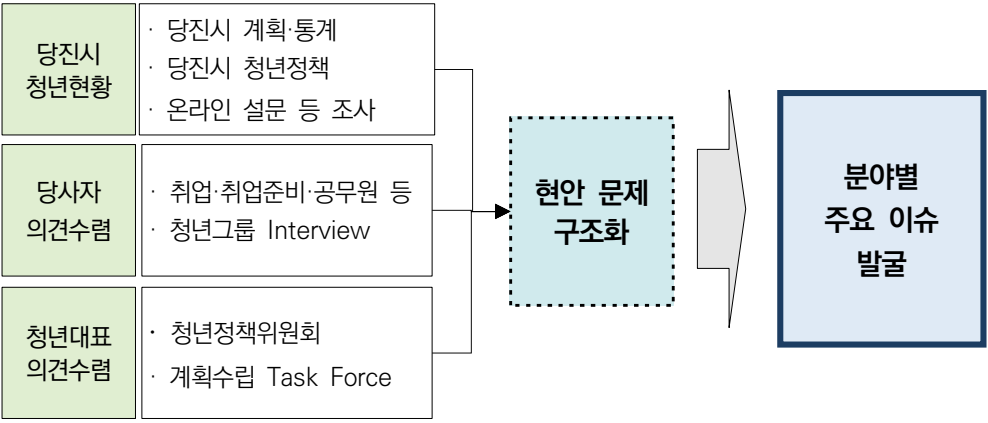 당진시
청년현황
· 당진시 계획·통계
· 당진시 청년정책
· 온라인 설문 등 조사
당사자
의견수렴
· 취업·취업준비·공무원 등
· 청년그룹 Interview
청년대표
의견수렴
· 청년정책위원회
· 계획수립 Task Force
현안 문제
구조화
분야별
주요 이슈
발굴